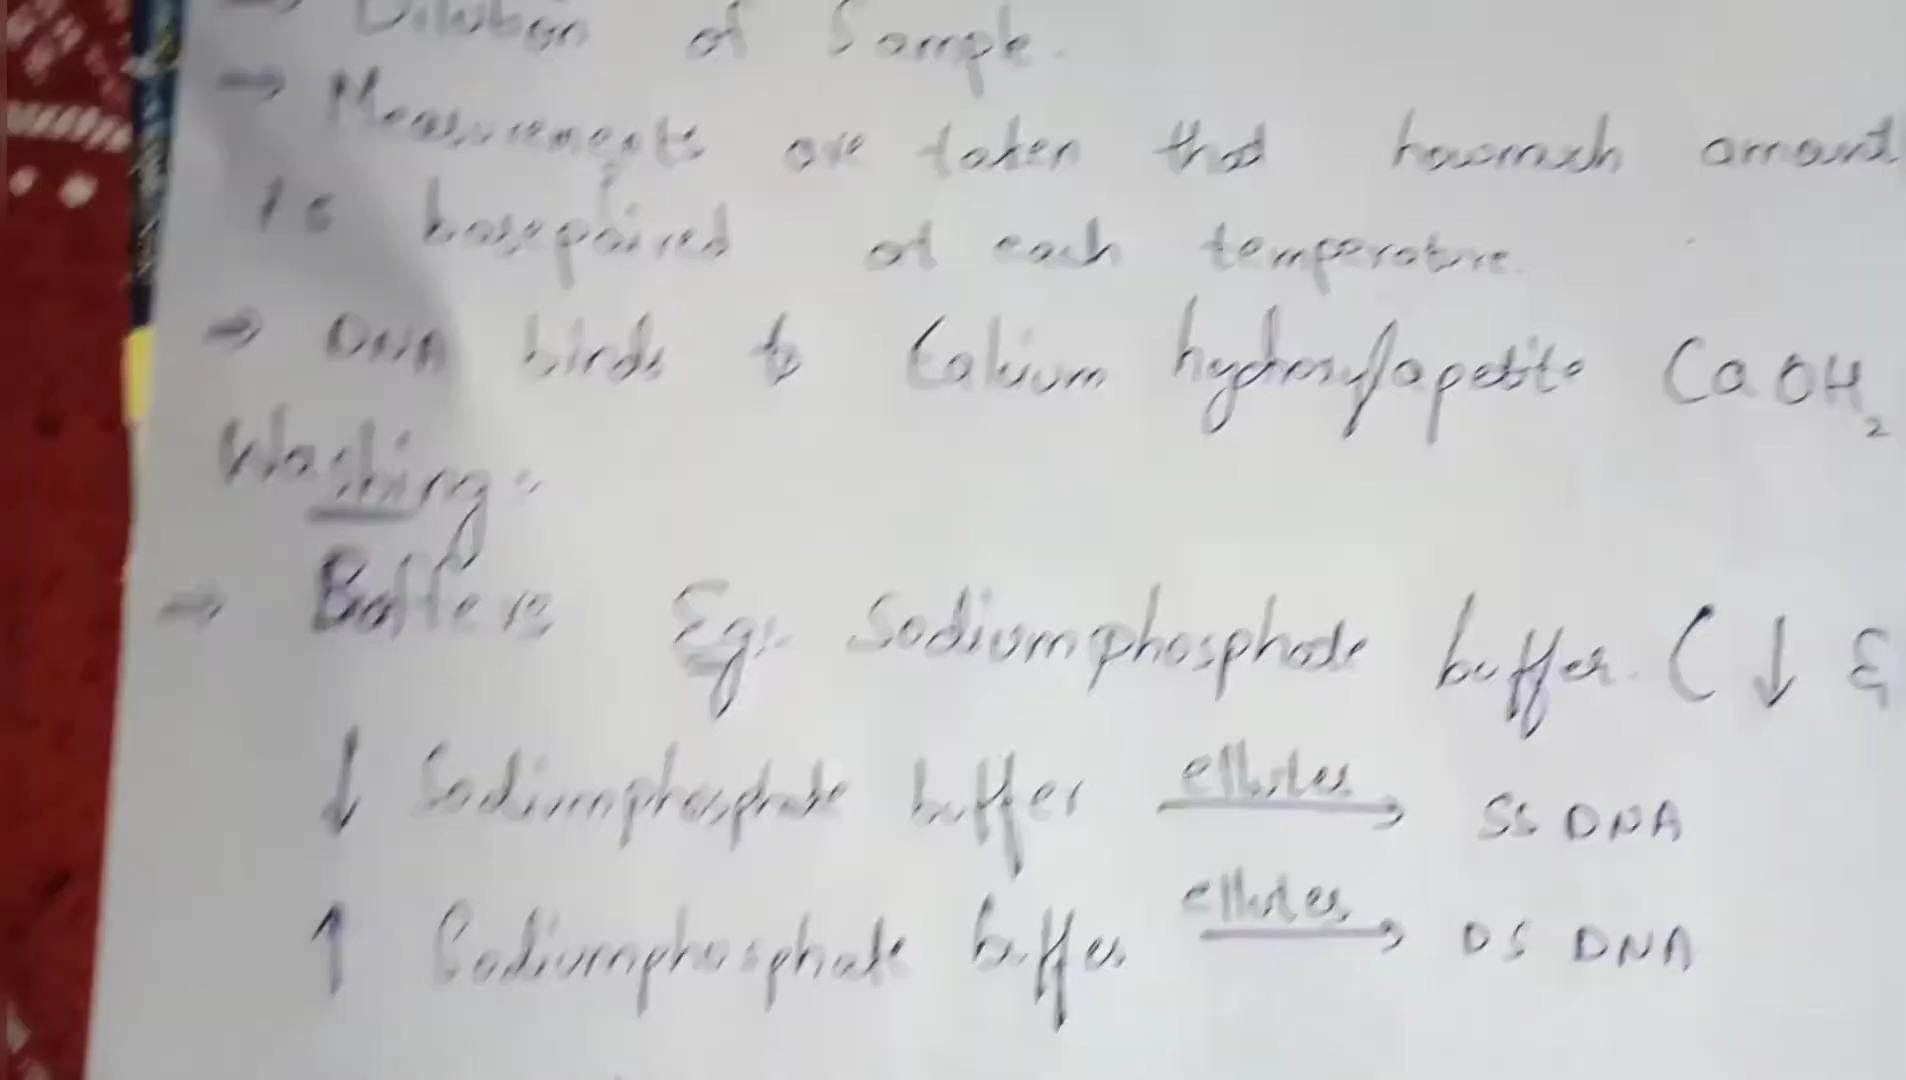 → Dilution of Sample.
→ Measurements are taken that howmuch amount
is basepaired at each temperature.
→ DNA binds to Calcium hydroxylapetite CaOH2
Washing:
→ Buffers Eg:- Sodiumphosphate buffer. (↓ &
↓ Sodiumphosphate buffer ellutes → SS DNA
↑ Sodiumphosphate buffer ellutes → DS DNA